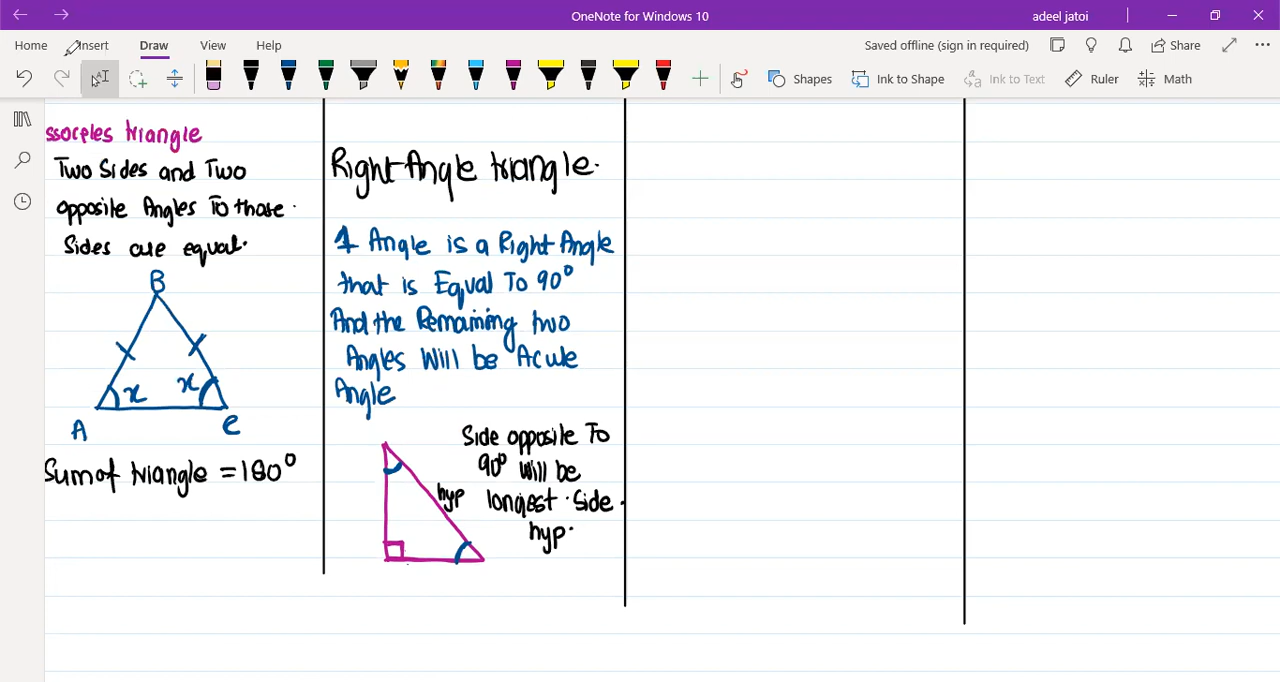 OneNote for Windows 10
adeel jatoi
Home Insert Draw View Help
Saved offline (sign in required)
Share
Shapes
Ink to Shape
Ink to Text
Ruler
Math
ssoceles triangle
Two Sides and Two
opposite Angles To those
Sides are equal.
B
x x
A C
Sum of triangle = 180°
Right Angle triangle.
1 Angle is a Right Angle
that is Equal To 90°
And the Remaining two
Angles Will be Acute
Angle
hyp
Side opposite To
90° Will be
longest Side.
hyp.